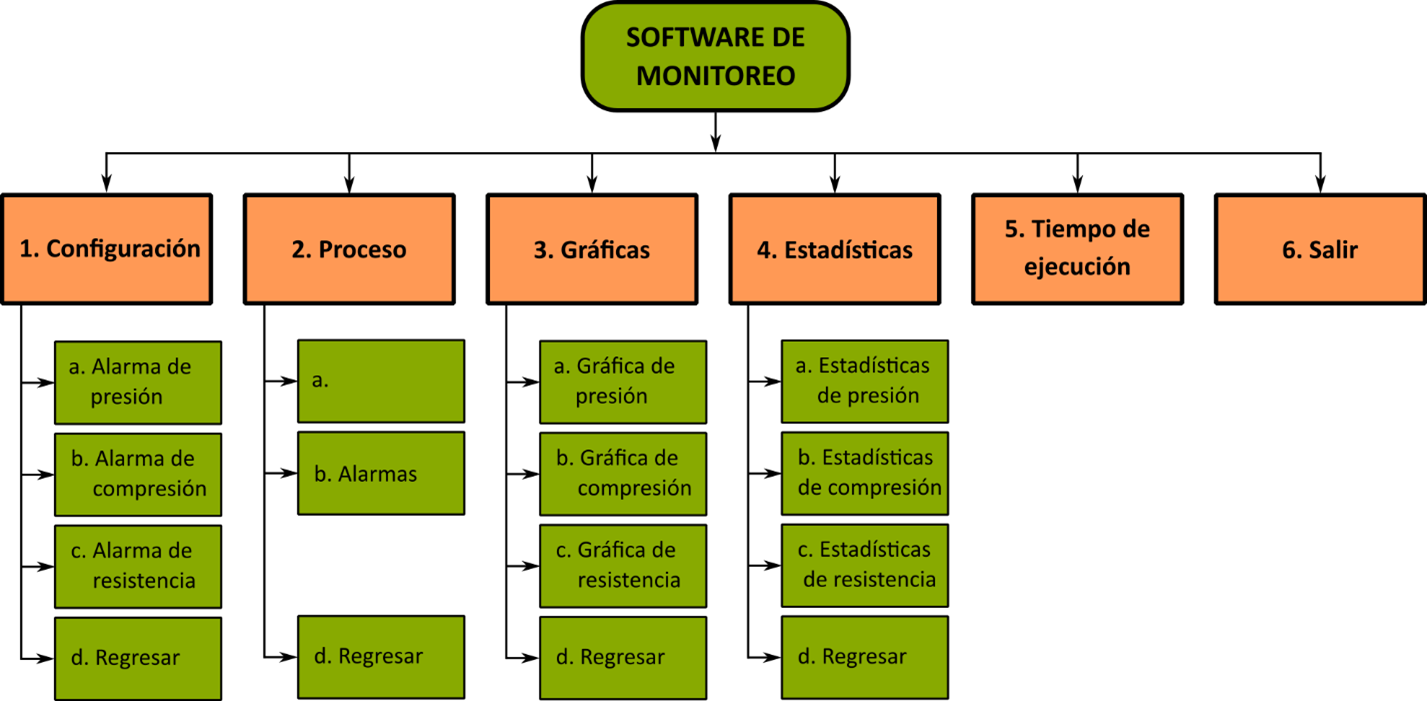 SOFTWARE DE
MONITOREO
1. Configuración
2. Proceso
3. Gráficas
4. Estadísticas
5. Tiempo de
ejecución
6. Salir
a. Alarma de
presión
b. Alarma de
compresión
c. Alarma de
resistencia
d. Regresar
a.
b. Alarmas
d. Regresar
a. Gráfica de
presión
b. Gráfica de
compresión
c. Gráfica de
resistencia
d. Regresar
a. Estadísticas
de presión
b. Estadísticas
de compresión
c. Estadísticas
de resistencia
d. Regresar